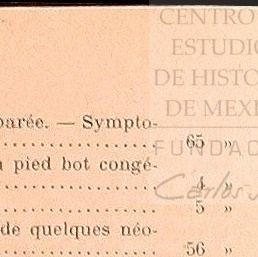 CENTRO
ESTUDIO
DE HISTO
DE MEXI
FUNDAC
Carlos
parée. — Sympto-
65 »
pied bot congé-
4 »
5 »
de quelques néo-
56 »